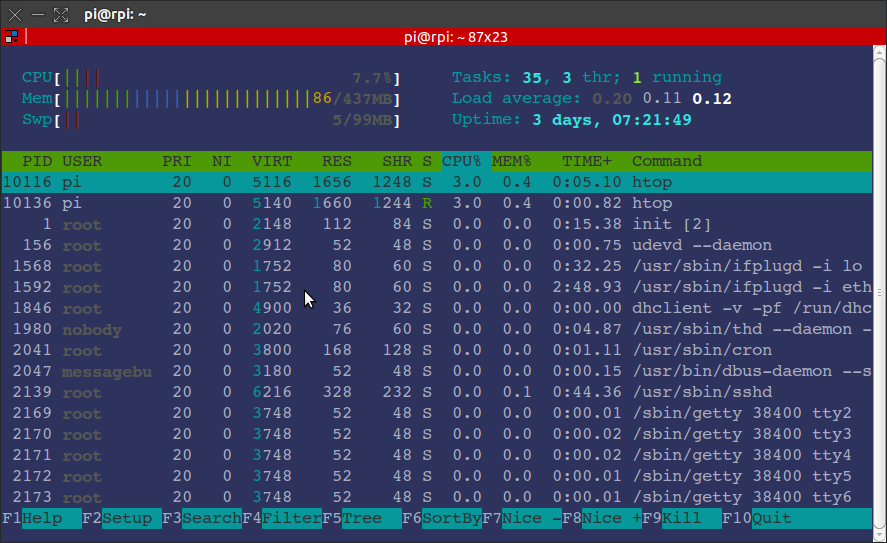 pi@rpi: ~
pi@rpi: ~ 87x23
CPU[|||| 7.7%] Tasks: 35, 3 thr; 1 running
Mem[|||||||||||||||||||||||||86/437MB] Load average: 0.20 0.11 0.12
Swp[|| 5/99MB] Uptime: 3 days, 07:21:49
PID USER PRI NI VIRT RES SHR S CPU% MEM% TIME+ Command
10116 pi 20 0 5116 1656 1248 S 3.0 0.4 0:05.10 htop
10136 pi 20 0 5140 1660 1244 R 3.0 0.4 0:00.82 htop
1 root 20 0 2148 112 84 S 0.0 0.0 0:15.38 init [2]
156 root 20 0 2912 52 48 S 0.0 0.0 0:00.75 udevd --daemon
1568 root 20 0 1752 80 60 S 0.0 0.0 0:32.25 /usr/sbin/ifplugd -i lo
1592 root 20 0 1752 80 60 S 0.0 0.0 2:48.93 /usr/sbin/ifplugd -i eth
1846 root 20 0 4900 36 32 S 0.0 0.0 0:00.00 dhclient -v -pf /run/dhc
1980 nobody 20 0 2020 76 60 S 0.0 0.0 0:04.87 /usr/sbin/thd --daemon -
2041 root 20 0 3800 168 128 S 0.0 0.0 0:01.11 /usr/sbin/cron
2047 messagebu 20 0 3180 52 48 S 0.0 0.0 0:00.15 /usr/bin/dbus-daemon --s
2139 root 20 0 6216 328 232 S 0.0 0.1 0:44.36 /usr/sbin/sshd
2169 root 20 0 3748 52 48 S 0.0 0.0 0:00.01 /sbin/getty 38400 tty2
2170 root 20 0 3748 52 48 S 0.0 0.0 0:00.02 /sbin/getty 38400 tty3
2171 root 20 0 3748 52 48 S 0.0 0.0 0:00.02 /sbin/getty 38400 tty4
2172 root 20 0 3748 52 48 S 0.0 0.0 0:00.01 /sbin/getty 38400 tty5
2173 root 20 0 3748 52 48 S 0.0 0.0 0:00.01 /sbin/getty 38400 tty6
F1Help F2Setup F3SearchF4FilterF5Tree F6SortByF7Nice -F8Nice +F9Kill F10Quit